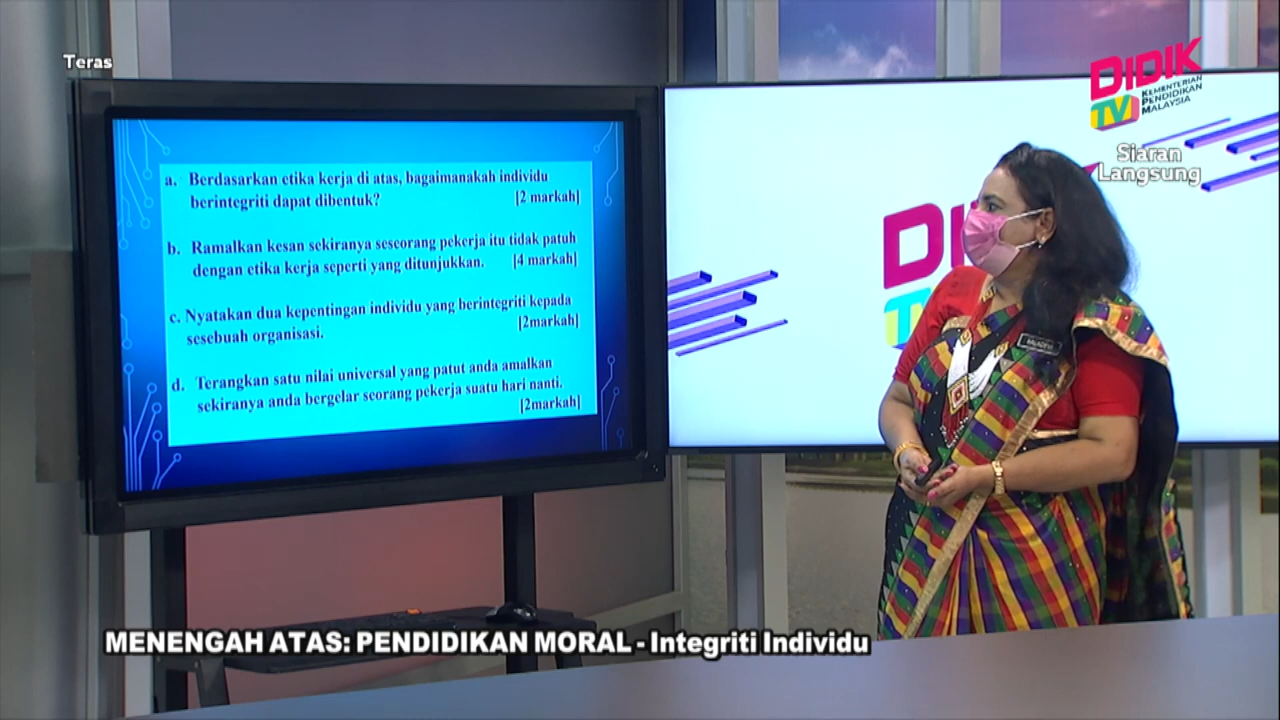 Teras
DIDIK
TV
KEMENTERIAN
PENDIDIKAN
MALAYSIA
Siaran
Langsung
a. Berdasarkan etika kerja di atas, bagaimanakah individu
berintegriti dapat dibentuk? [2 markah]
b. Ramalkan kesan sekiranya seseorang pekerja itu tidak patuh
dengan etika kerja seperti yang ditunjukkan. [4 markah]
c. Nyatakan dua kepentingan individu yang berintegriti kepada
sesebuah organisasi. [2markah]
d. Terangkan satu nilai universal yang patut anda amalkan
sekiranya anda bergelar seorang pekerja suatu hari nanti.
[2markah]
MENENGAH ATAS: PENDIDIKAN MORAL - Integriti Individu